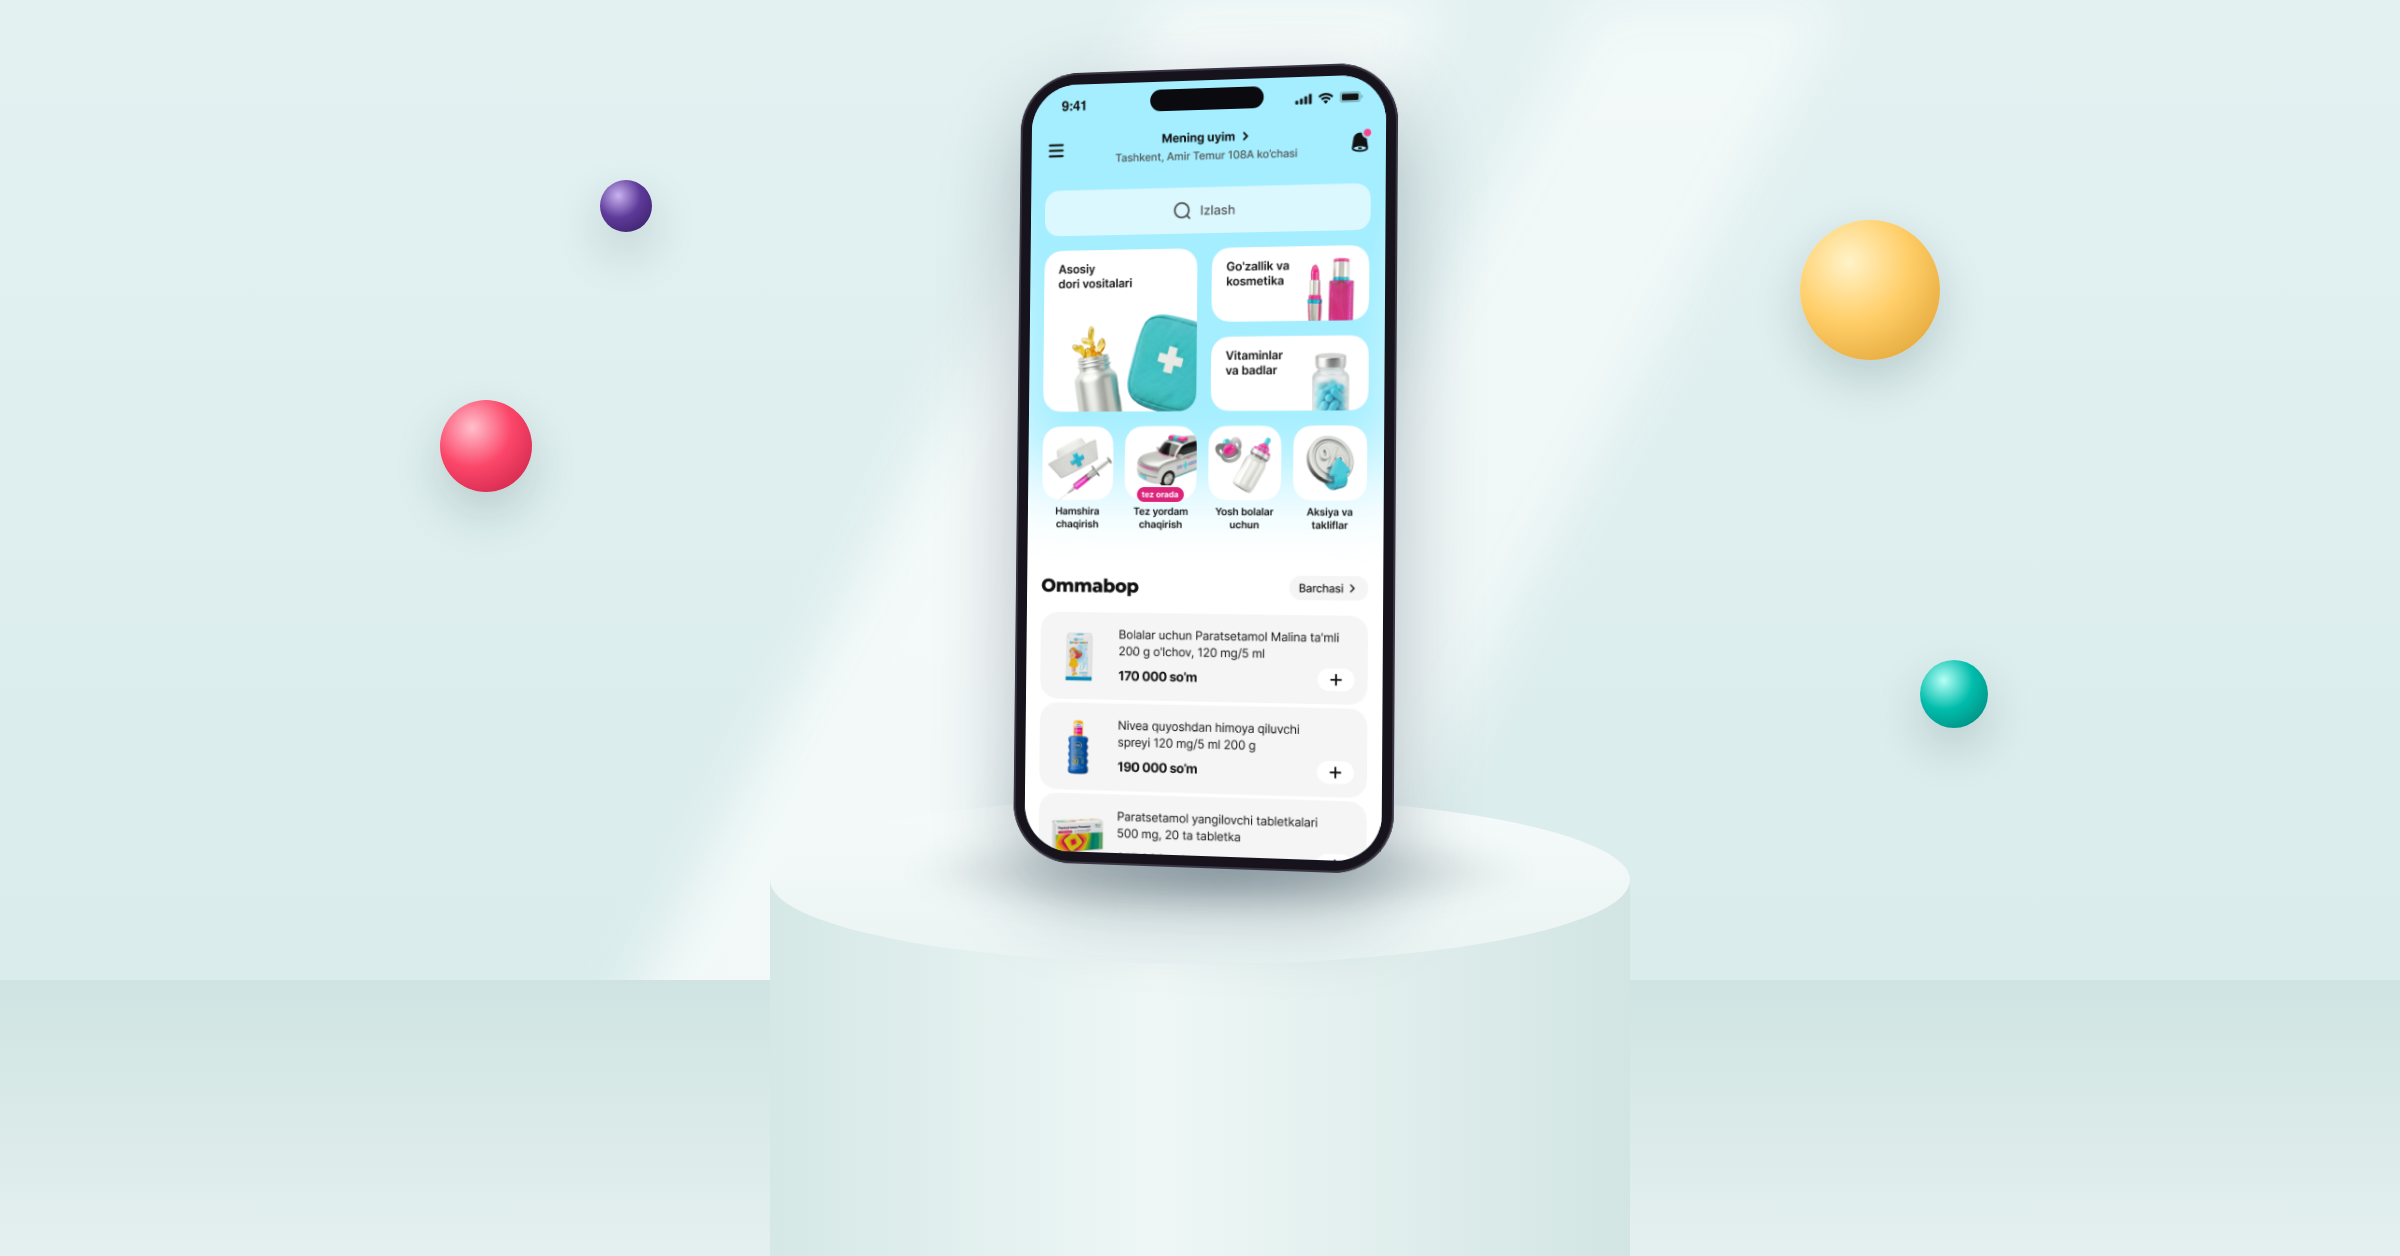 9:41
Mening uyim
Tashkent, Amir Temur 108A ko'chasi
Izlash
Asosiy
dori vositalari
Go'zallik va
kosmetika
Vitaminlar
va badlar
tez orada
Hamshira
chaqirish
Tez yordam
chaqirish
Yosh bolalar
uchun
Aksiya va
takliflar
Ommabop
Barchasi
Bolalar uchun Paratsetamol Malina ta'mli
200 g o'lchov, 120 mg/5 ml
170 000 so'm
Nivea quyoshdan himoya qiluvchi
spreyi 120 mg/5 ml 200 g
190 000 so'm
Paratsetamol yangilovchi tabletkalari
500 mg, 20 ta tabletka